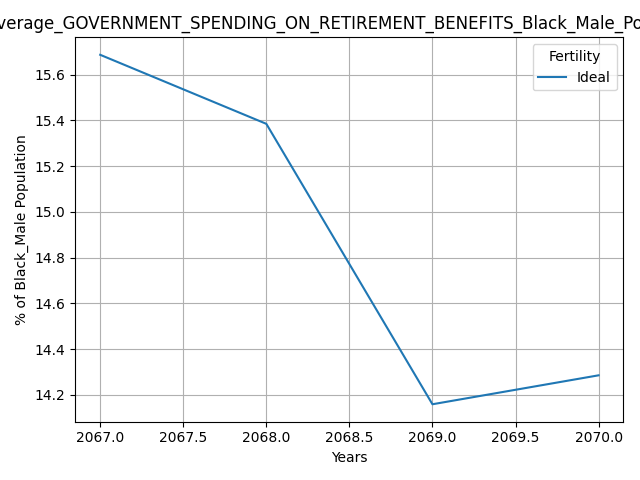 verage_GOVERNMENT_SPENDING_ON_RETIREMENT_BENEFITS_Black_Male_Po
Fertility
Ideal
% of Black_Male Population
15.6
15.4
15.2
15.0
14.8
14.6
14.4
14.2
2067.0 2067.5 2068.0 2068.5 2069.0 2069.5 2070.0
Years